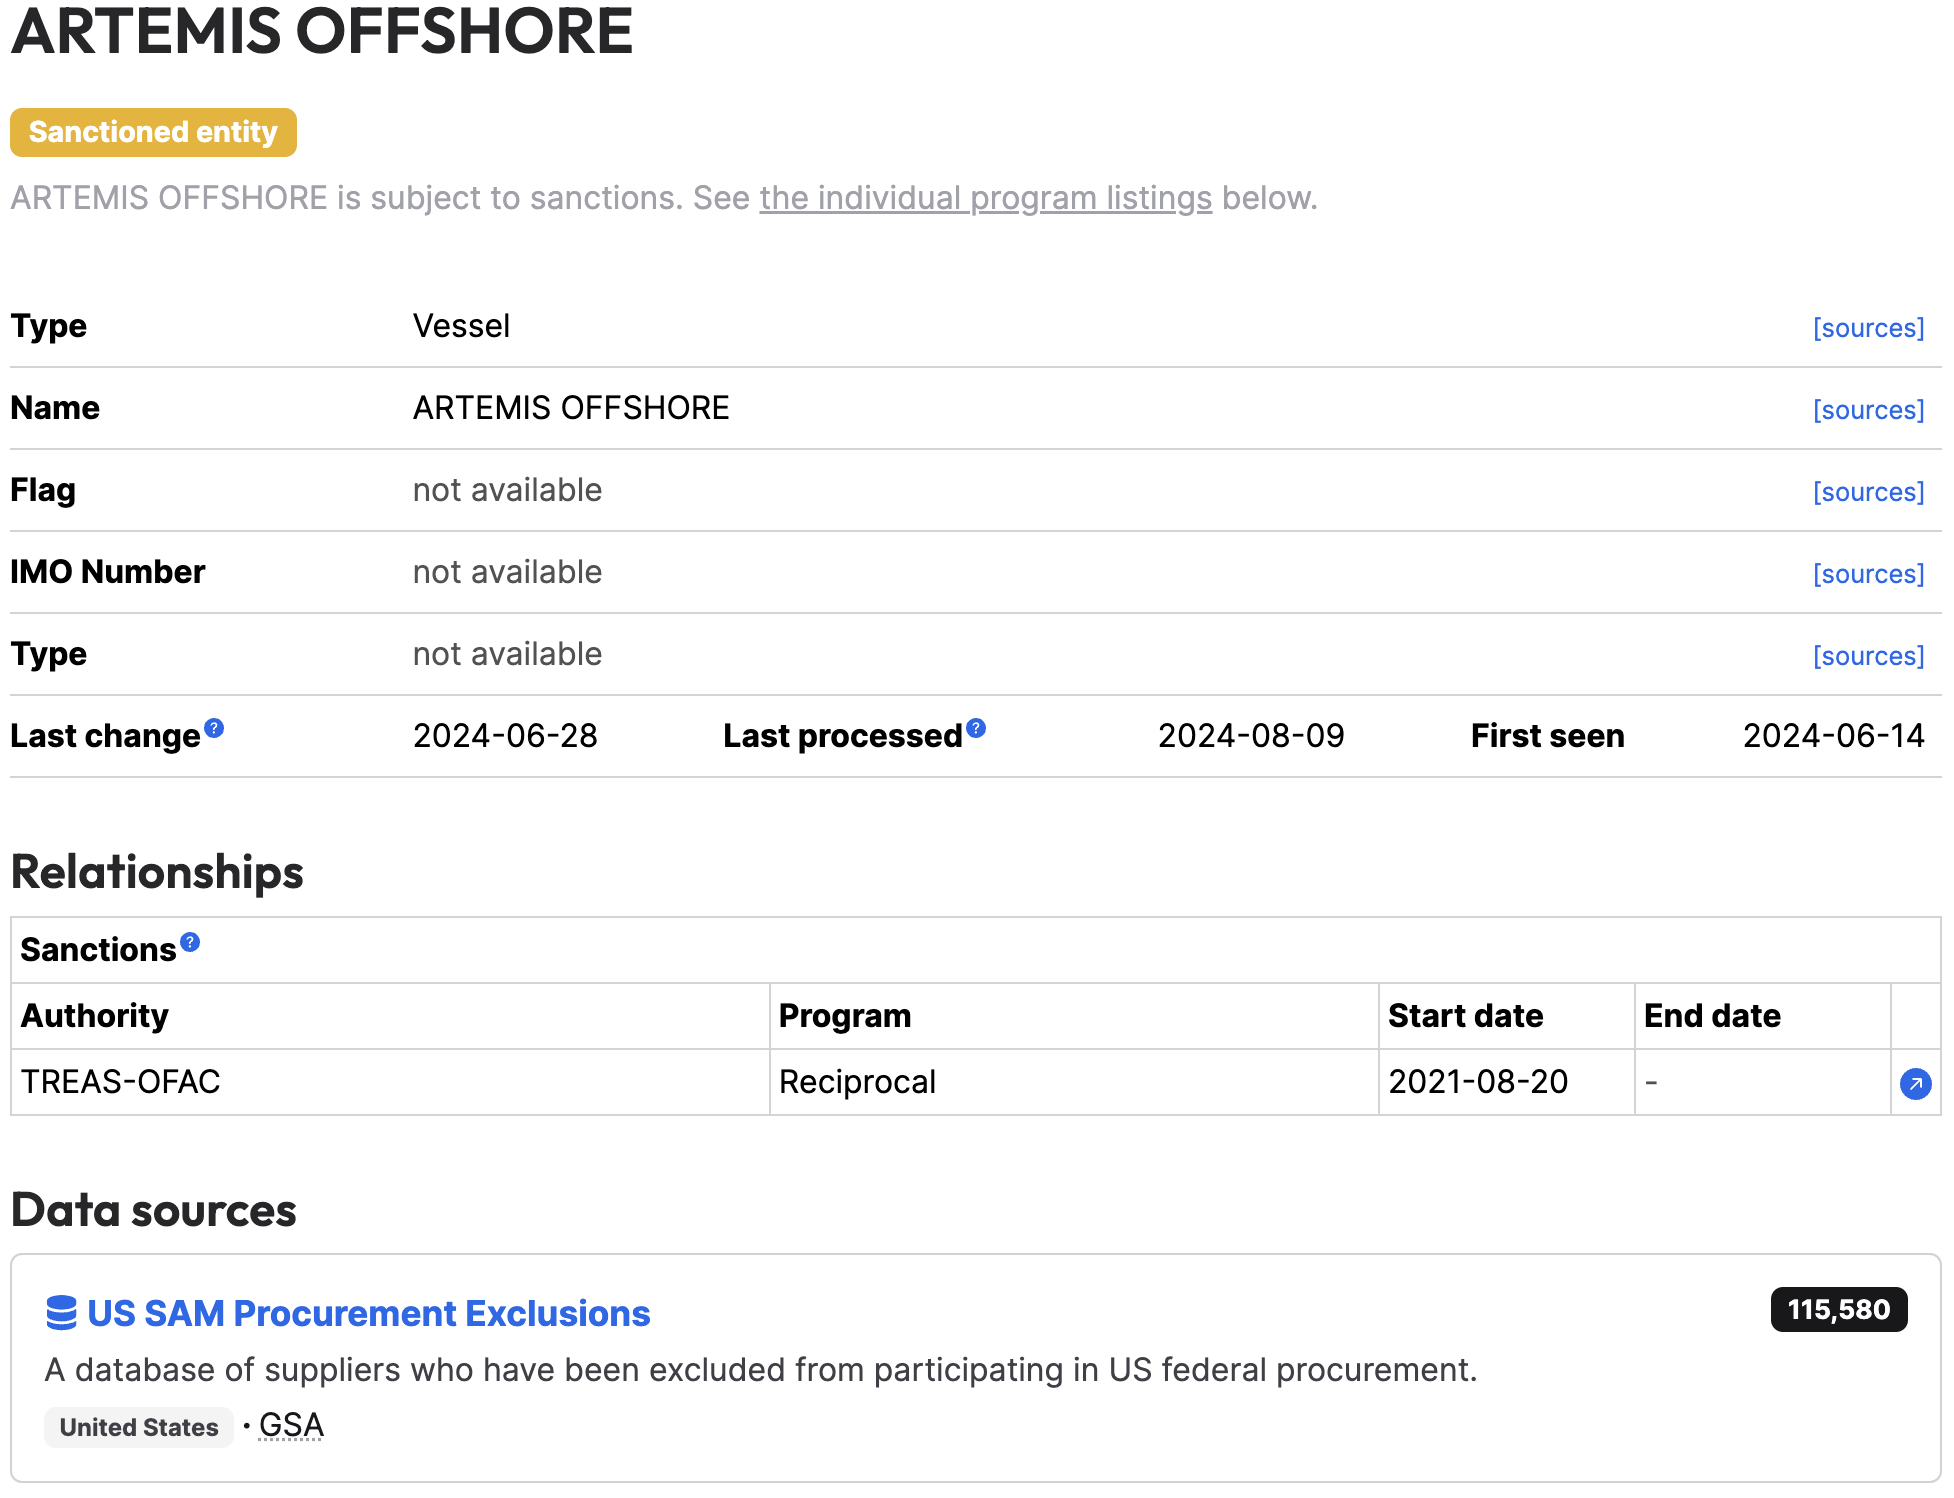 ARTEMIS OFFSHORE
Sanctioned entity
ARTEMIS OFFSHORE is subject to sanctions. See the individual program listings below.
Type Vessel [sources]
Name ARTEMIS OFFSHORE [sources]
Flag not available [sources]
IMO Number not available [sources]
Type not available [sources]
Last change ? 2024-06-28 Last processed ? 2024-08-09 First seen 2024-06-14
Relationships
Sanctions ?
Authority Program Start date End date
TREAS-OFAC Reciprocal 2021-08-20 -
Data sources
US SAM Procurement Exclusions 115,580
A database of suppliers who have been excluded from participating in US federal procurement.
United States · GSA